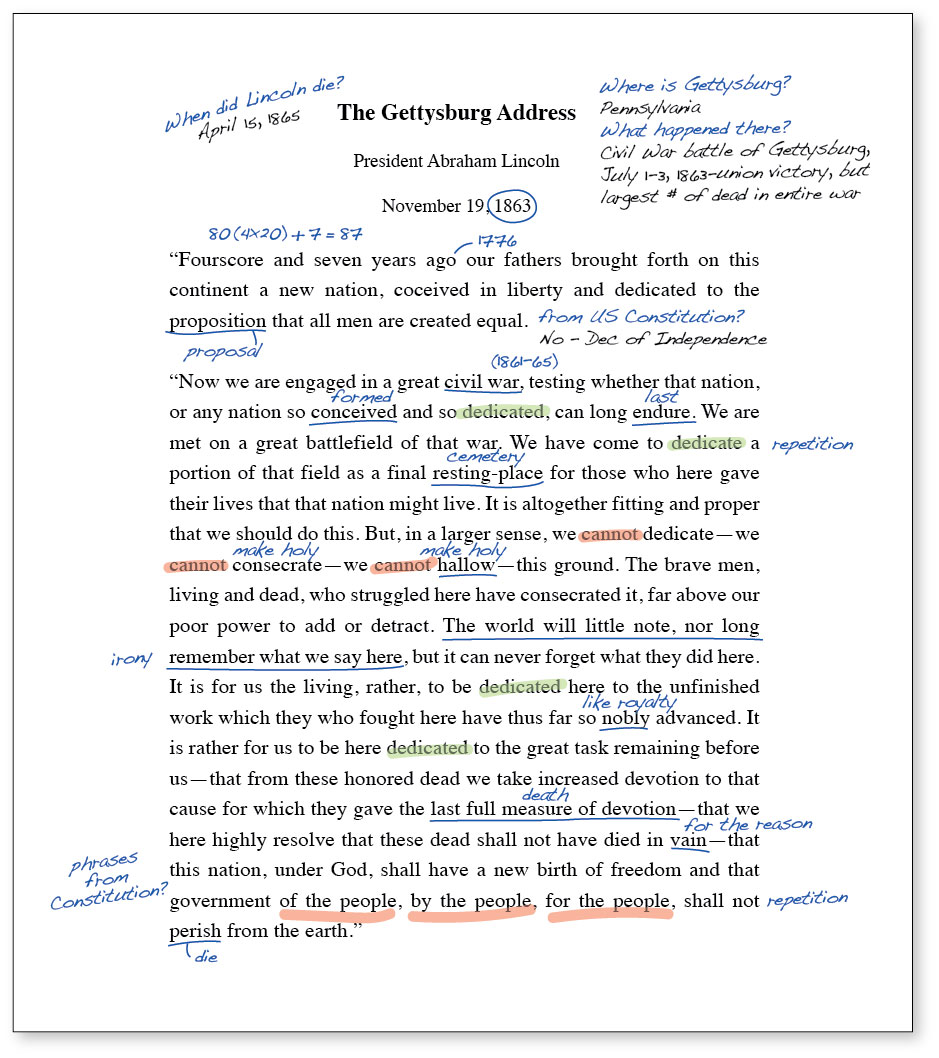 When did Lincoln die?
April 15, 1865
Where is Gettysburg?
Pennsylvania
What happened there?
Civil War battle of Gettysburg,
July 1-3, 1863-union victory, but
largest # of dead in entire war
The Gettysburg Address
President Abraham Lincoln
November 19, 1863
80 (4x20) + 7 = 87
1776
“Fourscore and seven years ago our fathers brought forth on this
continent a new nation, coceived in liberty and dedicated to the
proposition that all men are created equal. from US Constitution?
No - Dec of Independence
proposal
(1861-65)
“Now we are engaged in a great civil war, testing whether that nation,
formed last
or any nation so conceived and so dedicated, can long endure. We are
met on a great battlefield of that war. We have come to dedicate a repetition
cemetery
portion of that field as a final resting-place for those who here gave
their lives that that nation might live. It is altogether fitting and proper
that we should do this. But, in a larger sense, we cannot dedicate—we
make holy make holy
cannot consecrate—we cannot hallow—this ground. The brave men,
living and dead, who struggled here have consecrated it, far above our
poor power to add or detract. The world will little note, nor long
irony remember what we say here, but it can never forget what they did here.
It is for us the living, rather, to be dedicated here to the unfinished
like royalty
work which they who fought here have thus far so nobly advanced. It
is rather for us to be here dedicated to the great task remaining before
us—that from these honored dead we take increased devotion to that
death
cause for which they gave the last full measure of devotion—that we
for the reason
here highly resolve that these dead shall not have died in vain—that
this nation, under God, shall have a new birth of freedom and that
phrases
from
Constitution?
government of the people, by the people, for the people, shall not repetition
perish from the earth.”
die